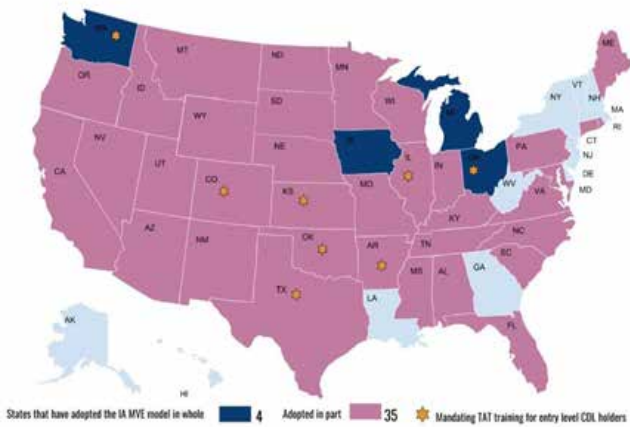 WA
MT
ND
MN
ME
OR
ID
SD
WI
MI
NY
VT
NH
MA
RI
WY
CT
NJ
NV
NE
IA
PA
IL
IN
OH
DE
MD
UT
CO
KS
MO
WV
VA
CA
KY
NC
AZ
NM
OK
AR
TN
SC
MS
AL
GA
TX
LA
FL
AK
HI
States that have adopted the IA MVE model in whole 4 Adopted in part 35 Mandating TAT training for entry level CDL holders